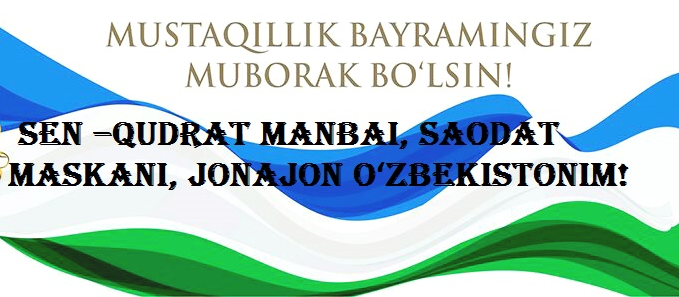 MUSTAQILLIK BAYRAMINGIZ
MUBORAK BO‘LSIN!
SEN –QUDRAT MANBAI, SAODAT
MASKANI, JONAJON O‘ZBEKISTONIM!